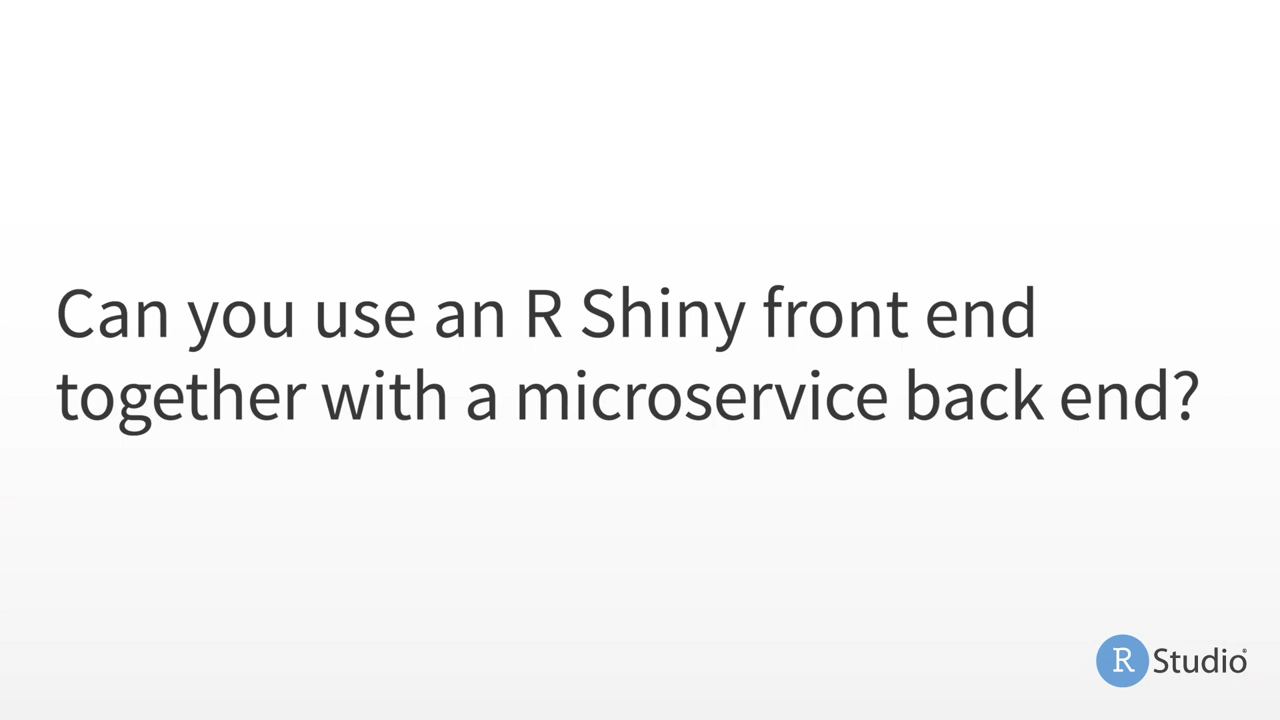 Can you use an R Shiny front end
together with a microservice back end?
R Studio®